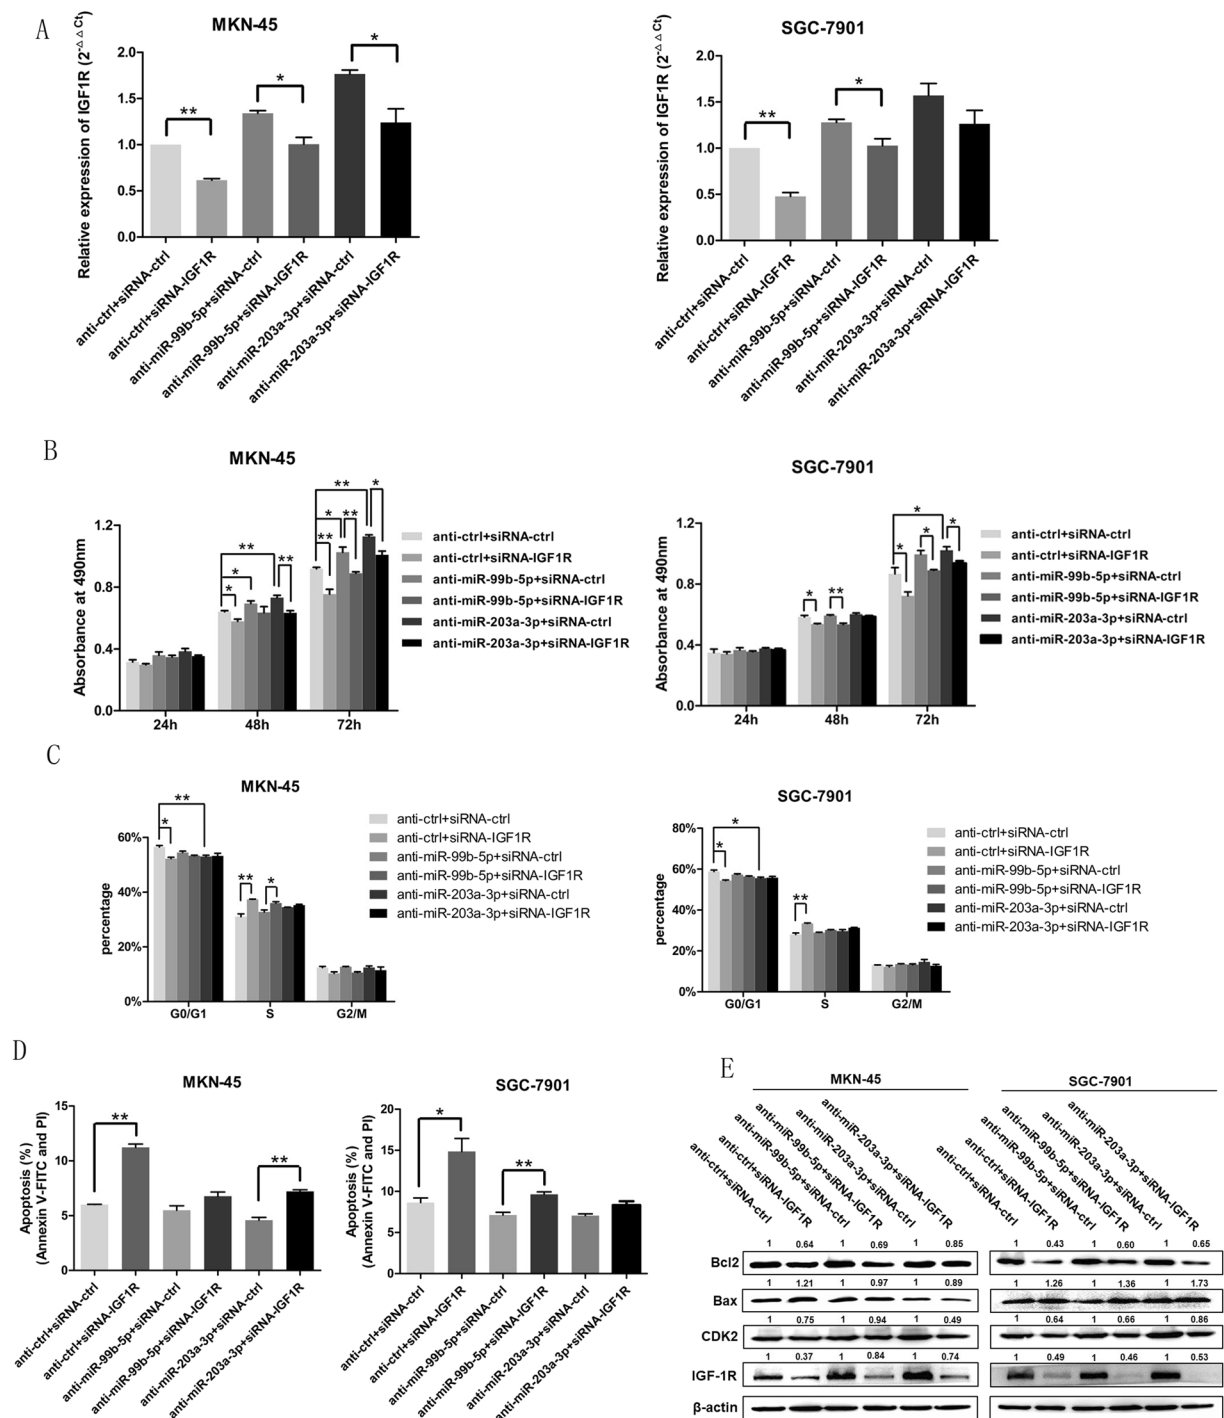 A
MKN-45
Relative expression of IGF1R (2-△△Ct)
2.0
1.5
1.0
0.5
0.0
**
*
*
anti-ctrl+siRNA-ctrl
anti-ctrl+siRNA-IGF1R
anti-miR-99b-5p+siRNA-ctrl
anti-miR-99b-5p+siRNA-IGF1R
anti-miR-203a-3p+siRNA-ctrl
anti-miR-203a-3p+siRNA-IGF1R
SGC-7901
Relative expression of IGF1R (2-△△Ct)
2.0
1.5
1.0
0.5
0.0
**
*
anti-ctrl+siRNA-ctrl
anti-ctrl+siRNA-IGF1R
anti-miR-99b-5p+siRNA-ctrl
anti-miR-99b-5p+siRNA-IGF1R
anti-miR-203a-3p+siRNA-ctrl
anti-miR-203a-3p+siRNA-IGF1R
B
MKN-45
Absorbance at 490nm
1.2
0.8
0.4
0.0
** * **
*
** *
* **
**
24h 48h 72h
anti-ctrl+siRNA-ctrl
anti-ctrl+siRNA-IGF1R
anti-miR-99b-5p+siRNA-ctrl
anti-miR-99b-5p+siRNA-IGF1R
anti-miR-203a-3p+siRNA-ctrl
anti-miR-203a-3p+siRNA-IGF1R
SGC-7901
Absorbance at 490nm
1.2
0.8
0.4
0.0
* **
*
* * *
24h 48h 72h
anti-ctrl+siRNA-ctrl
anti-ctrl+siRNA-IGF1R
anti-miR-99b-5p+siRNA-ctrl
anti-miR-99b-5p+siRNA-IGF1R
anti-miR-203a-3p+siRNA-ctrl
anti-miR-203a-3p+siRNA-IGF1R
C
MKN-45
percentage
60%
40%
20%
0%
**
*
** *
G0/G1 S G2/M
anti-ctrl+siRNA-ctrl
anti-ctrl+siRNA-IGF1R
anti-miR-99b-5p+siRNA-ctrl
anti-miR-99b-5p+siRNA-IGF1R
anti-miR-203a-3p+siRNA-ctrl
anti-miR-203a-3p+siRNA-IGF1R
SGC-7901
percentage
80%
60%
40%
20%
0%
*
*
**
G0/G1 S G2/M
anti-ctrl+siRNA-ctrl
anti-ctrl+siRNA-IGF1R
anti-miR-99b-5p+siRNA-ctrl
anti-miR-99b-5p+siRNA-IGF1R
anti-miR-203a-3p+siRNA-ctrl
anti-miR-203a-3p+siRNA-IGF1R
D
MKN-45
Apoptosis (%)
(Annexin V-FITC and PI)
15
10
5
0
**
**
anti-ctrl+siRNA-ctrl
anti-ctrl+siRNA-IGF1R
anti-miR-99b-5p+siRNA-ctrl
anti-miR-99b-5p+siRNA-IGF1R
anti-miR-203a-3p+siRNA-ctrl
anti-miR-203a-3p+siRNA-IGF1R
SGC-7901
Apoptosis (%)
(Annexin V-FITC and PI)
20
15
10
5
0
*
**
anti-ctrl+siRNA-ctrl
anti-ctrl+siRNA-IGF1R
anti-miR-99b-5p+siRNA-ctrl
anti-miR-99b-5p+siRNA-IGF1R
anti-miR-203a-3p+siRNA-ctrl
anti-miR-203a-3p+siRNA-IGF1R
E
MKN-45
SGC-7901
anti-ctrl+siRNA-ctrl
anti-ctrl+siRNA-IGF1R
anti-miR-99b-5p+siRNA-ctrl
anti-miR-99b-5p+siRNA-IGF1R
anti-miR-203a-3p+siRNA-ctrl
anti-miR-203a-3p+siRNA-IGF1R
anti-ctrl+siRNA-ctrl
anti-ctrl+siRNA-IGF1R
anti-miR-99b-5p+siRNA-ctrl
anti-miR-99b-5p+siRNA-IGF1R
anti-miR-203a-3p+siRNA-ctrl
anti-miR-203a-3p+siRNA-IGF1R
1 0.64 1 0.69 1 0.85 1 0.43 1 0.60 1 0.65
Bcl2
1 1.21 1 0.97 1 0.89 1 1.26 1 1.36 1 1.73
Bax
1 0.75 1 0.94 1 0.49 1 0.64 1 0.66 1 0.86
CDK2
1 0.37 1 0.84 1 0.74 1 0.49 1 0.46 1 0.53
IGF-1R
β-actin